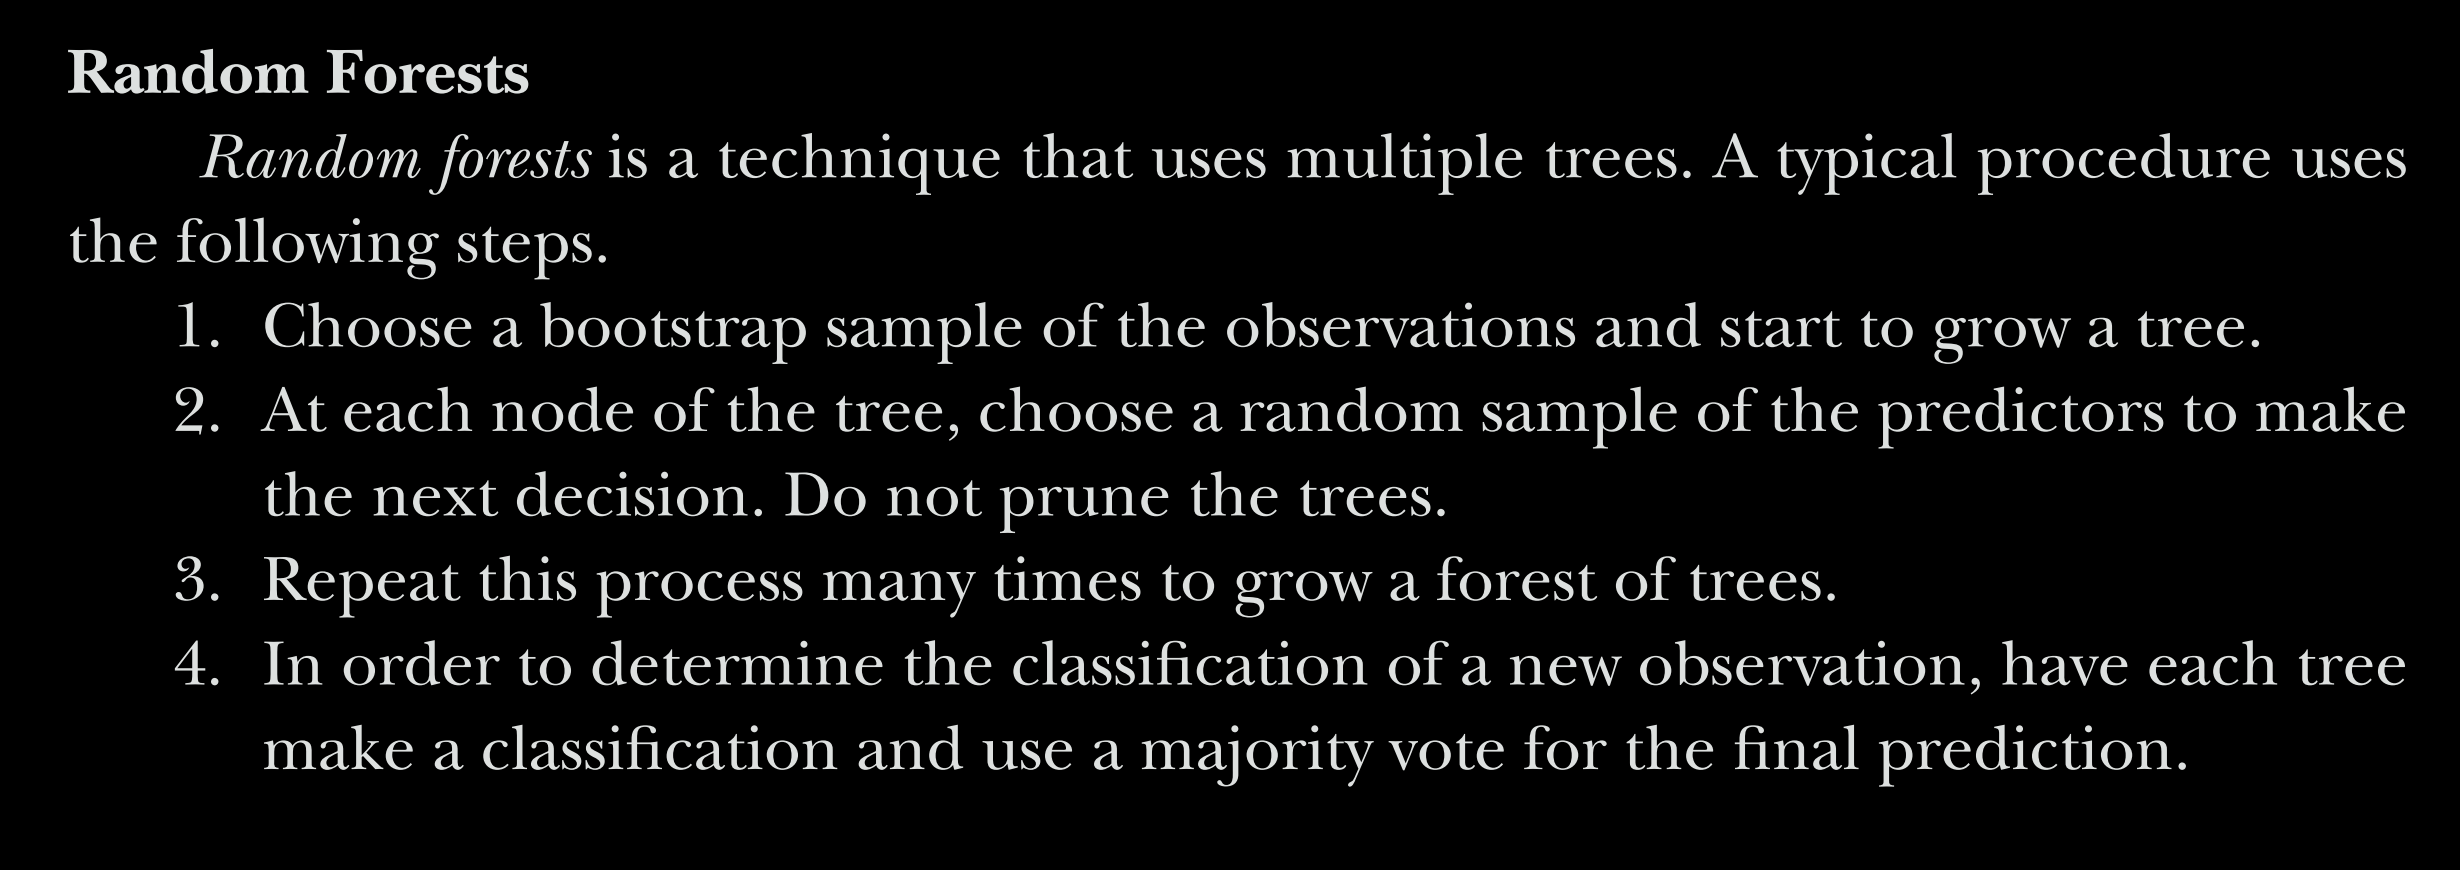 Random Forests
Random forests is a technique that uses multiple trees. A typical procedure uses
the following steps.
1. Choose a bootstrap sample of the observations and start to grow a tree.
2. At each node of the tree, choose a random sample of the predictors to make
the next decision. Do not prune the trees.
3. Repeat this process many times to grow a forest of trees.
4. In order to determine the classification of a new observation, have each tree
make a classification and use a majority vote for the final prediction.